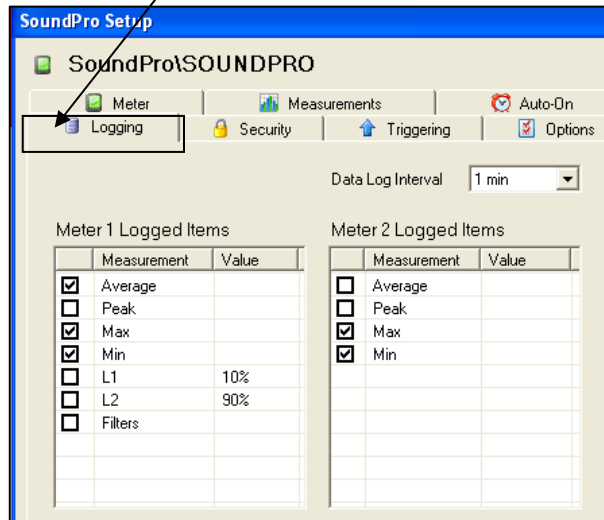 SoundPro Setup
SoundPro\SOUNDPRO
Meter Measurements Auto-On
Logging Security Triggering Options
Data Log Interval 1 min
Meter 1 Logged Items Meter 2 Logged Items
Measurement Value Measurement Value
Average Average
Peak Peak
Max Max
Min Min
L1 10%
L2 90%
Filters